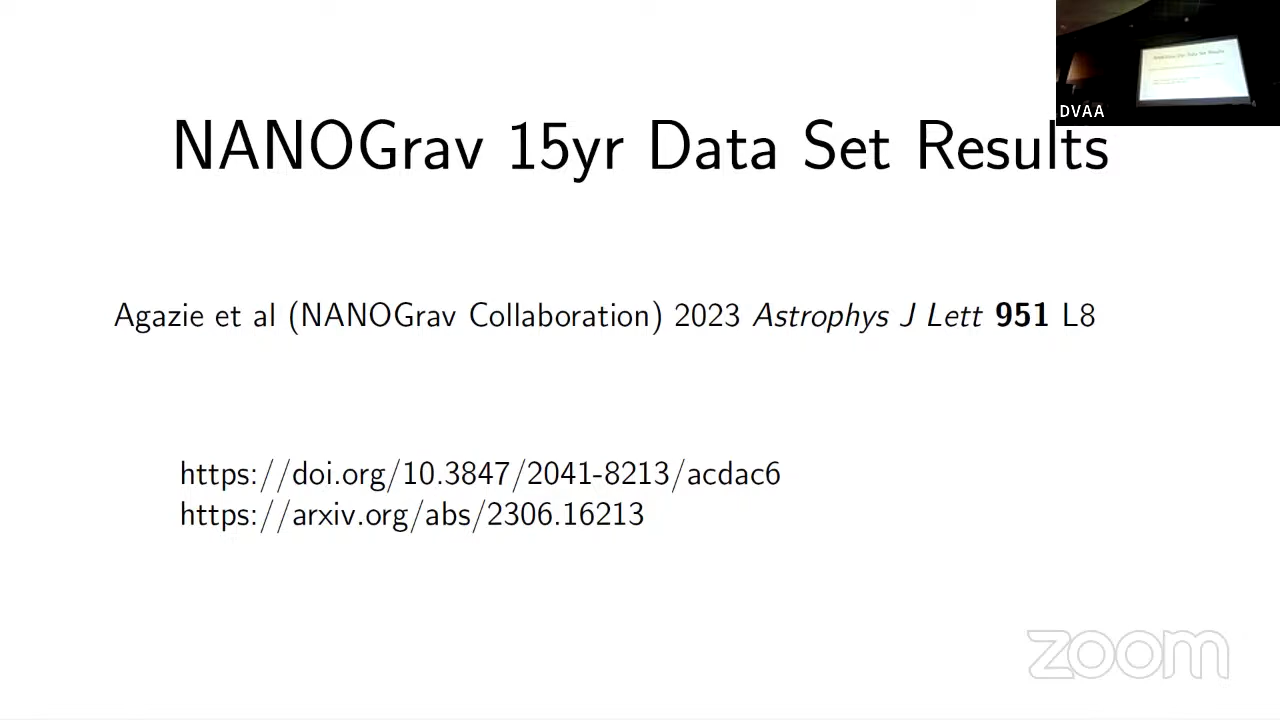 DVAA
NANOGrav 15yr Data Set Results
Agazie et al (NANOGrav Collaboration) 2023 Astrophys J Lett 951 L8
https://doi.org/10.3847/2041-8213/acdac6
https://arxiv.org/abs/2306.16213
zoom